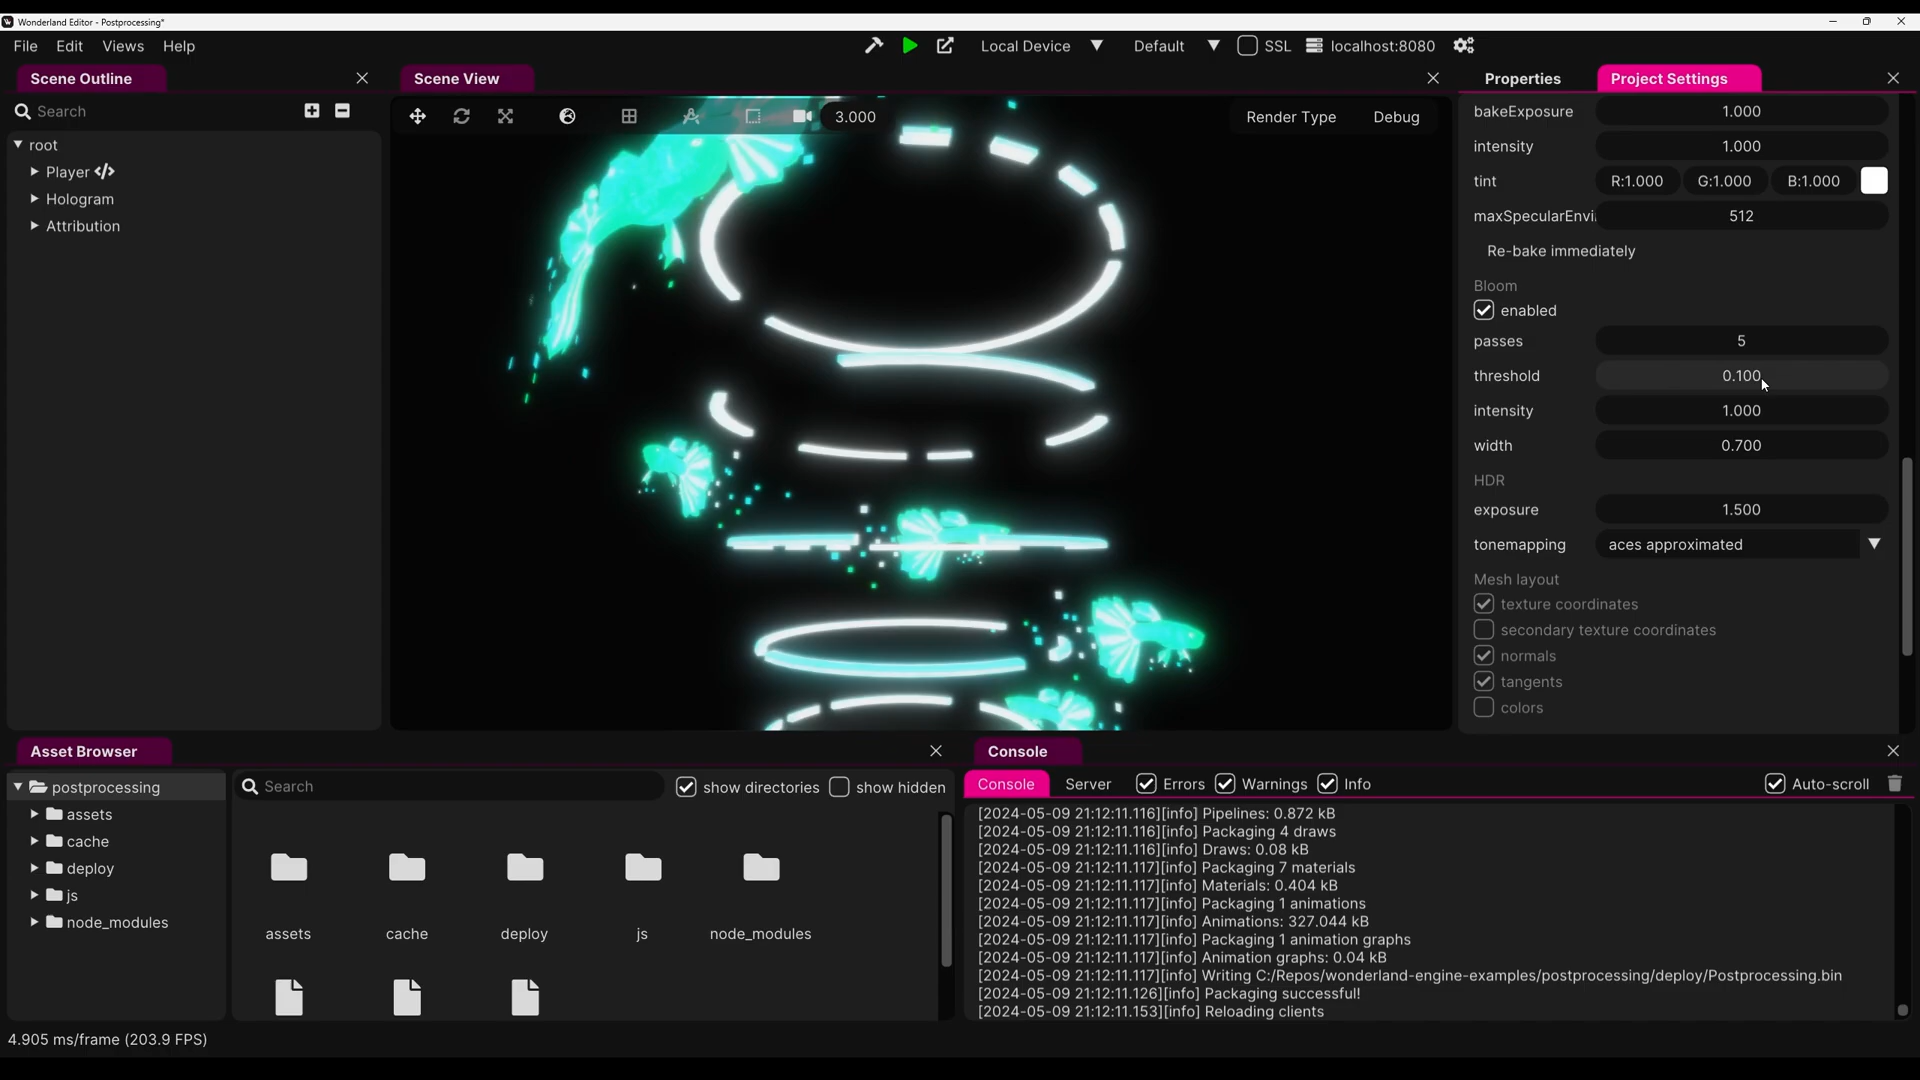 Wonderland Editor - Postprocessing*
File Edit Views Help
Local Device Default SSL localhost:8080
Scene Outline
Search
root
Player
Hologram
Attribution
Scene View
3.000 Render Type Debug
Properties Project Settings
bakeExposure 1.000
intensity 1.000
tint R:1.000 G:1.000 B:1.000
maxSpecularEnvi 512
Re-bake immediately
Bloom
enabled
passes 5
threshold 0.100
intensity 1.000
width 0.700
HDR
exposure 1.500
tonemapping aces approximated
Mesh layout
texture coordinates
secondary texture coordinates
normals
tangents
colors
Asset Browser
postprocessing
assets
cache
deploy
js
node_modules
Search show directories show hidden
assets cache deploy js node_modules
Console
Console Server Errors Warnings Info Auto-scroll
[2024-05-09 21:12:11.116][info] Pipelines: 0.872 kB
[2024-05-09 21:12:11.116][info] Packaging 4 draws
[2024-05-09 21:12:11.116][info] Draws: 0.08 kB
[2024-05-09 21:12:11.117][info] Packaging 7 materials
[2024-05-09 21:12:11.117][info] Materials: 0.404 kB
[2024-05-09 21:12:11.117][info] Packaging 1 animations
[2024-05-09 21:12:11.117][info] Animations: 327.044 kB
[2024-05-09 21:12:11.117][info] Packaging 1 animation graphs
[2024-05-09 21:12:11.117][info] Animation graphs: 0.04 kB
[2024-05-09 21:12:11.117][info] Writing C:/Repos/wonderland-engine-examples/postprocessing/deploy/Postprocessing.bin
[2024-05-09 21:12:11.126][info] Packaging successful!
[2024-05-09 21:12:11.153][info] Reloading clients
4.905 ms/frame (203.9 FPS)